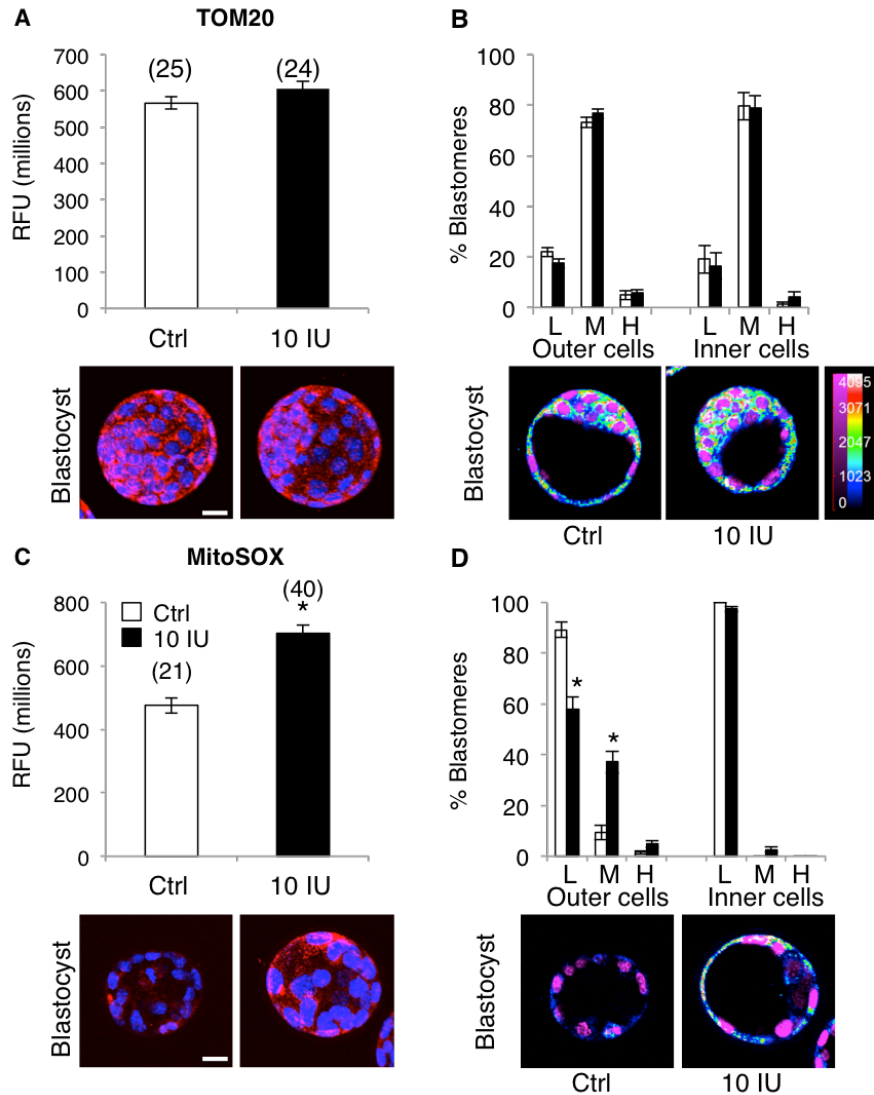 A
TOM20
RFU (millions)
700
600
500
400
300
200
100
0
(25)
(24)
Ctrl
10 IU
Blastocyst
B
% Blastomeres
100
80
60
40
20
0
L M H L M H
Outer cells Inner cells
Blastocyst
4095
3071
2047
1023
0
Ctrl 10 IU
C
MitoSOX
RFU (millions)
800
600
400
200
0
Ctrl
10 IU
(21)
(40)
*
Ctrl
10 IU
Blastocyst
D
% Blastomeres
100
80
60
40
20
0
*
*
L M H L M H
Outer cells Inner cells
Blastocyst
Ctrl 10 IU